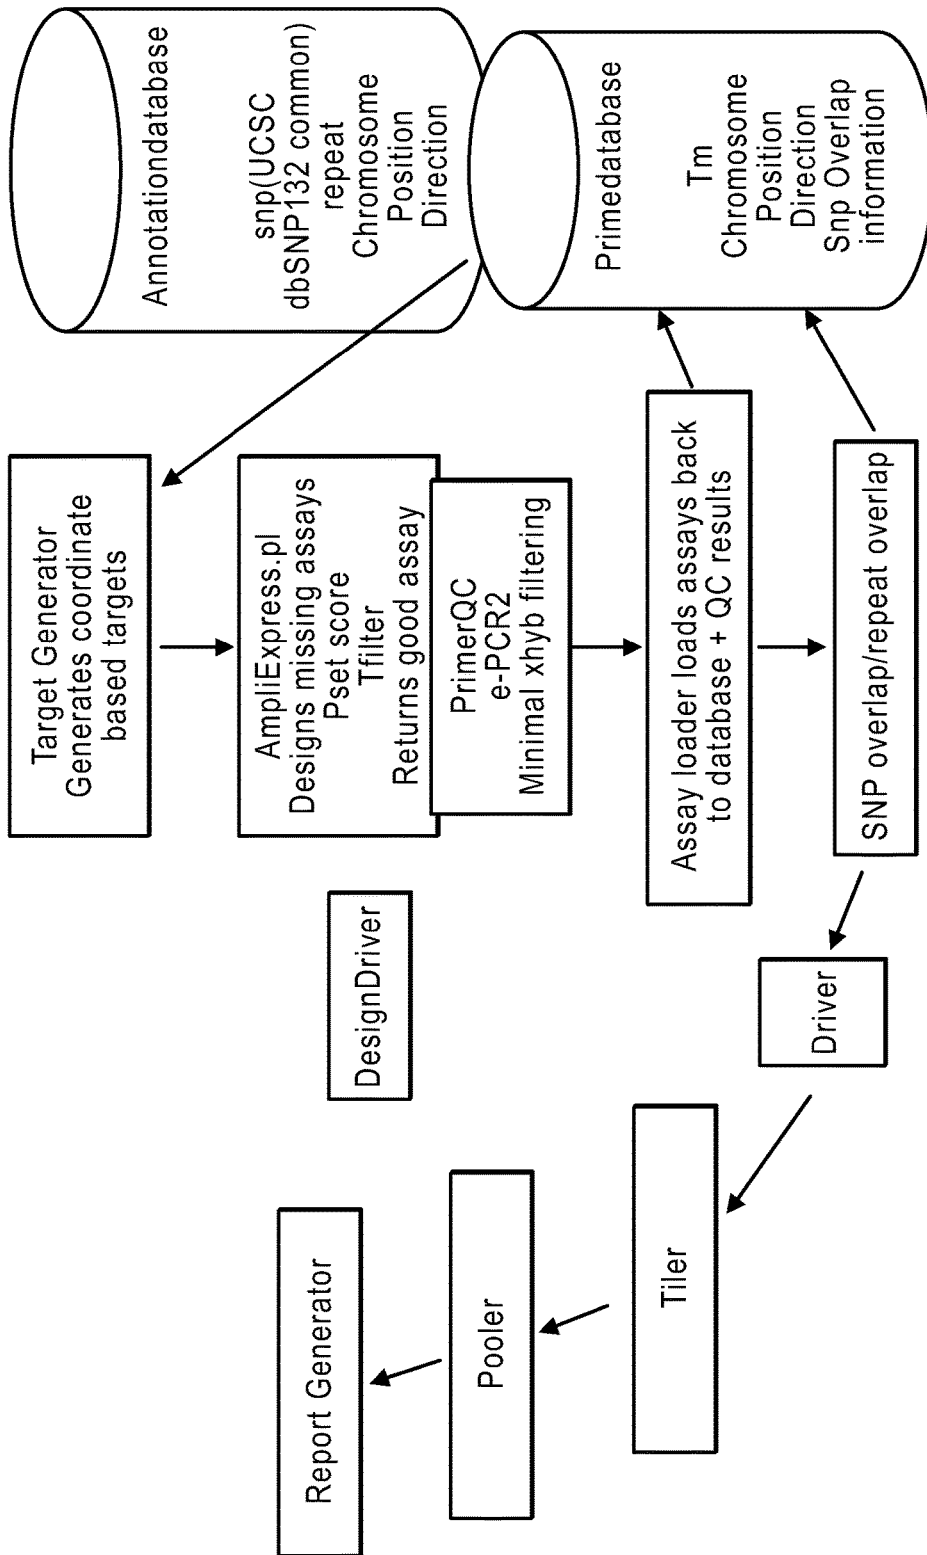 Annotationdatabase
snp(UCSC
dbSNP132 common)
repeat
Chromosome
Position
Direction
Primedatabase
Tm
Chromosome
Position
Direction
Snp Overlap
information
Target Generator
Generates coordinate
based targets
AmpliExpress.pl
Designs missing assays
Pset score
Tfilter
Returns good assay
PrimerQC
e-PCR2
Minimal xhyb filtering
Assay loader loads assays back
to database + QC results
SNP overlap/repeat overlap
DesignDriver
Driver
Tiler
Pooler
Report Generator